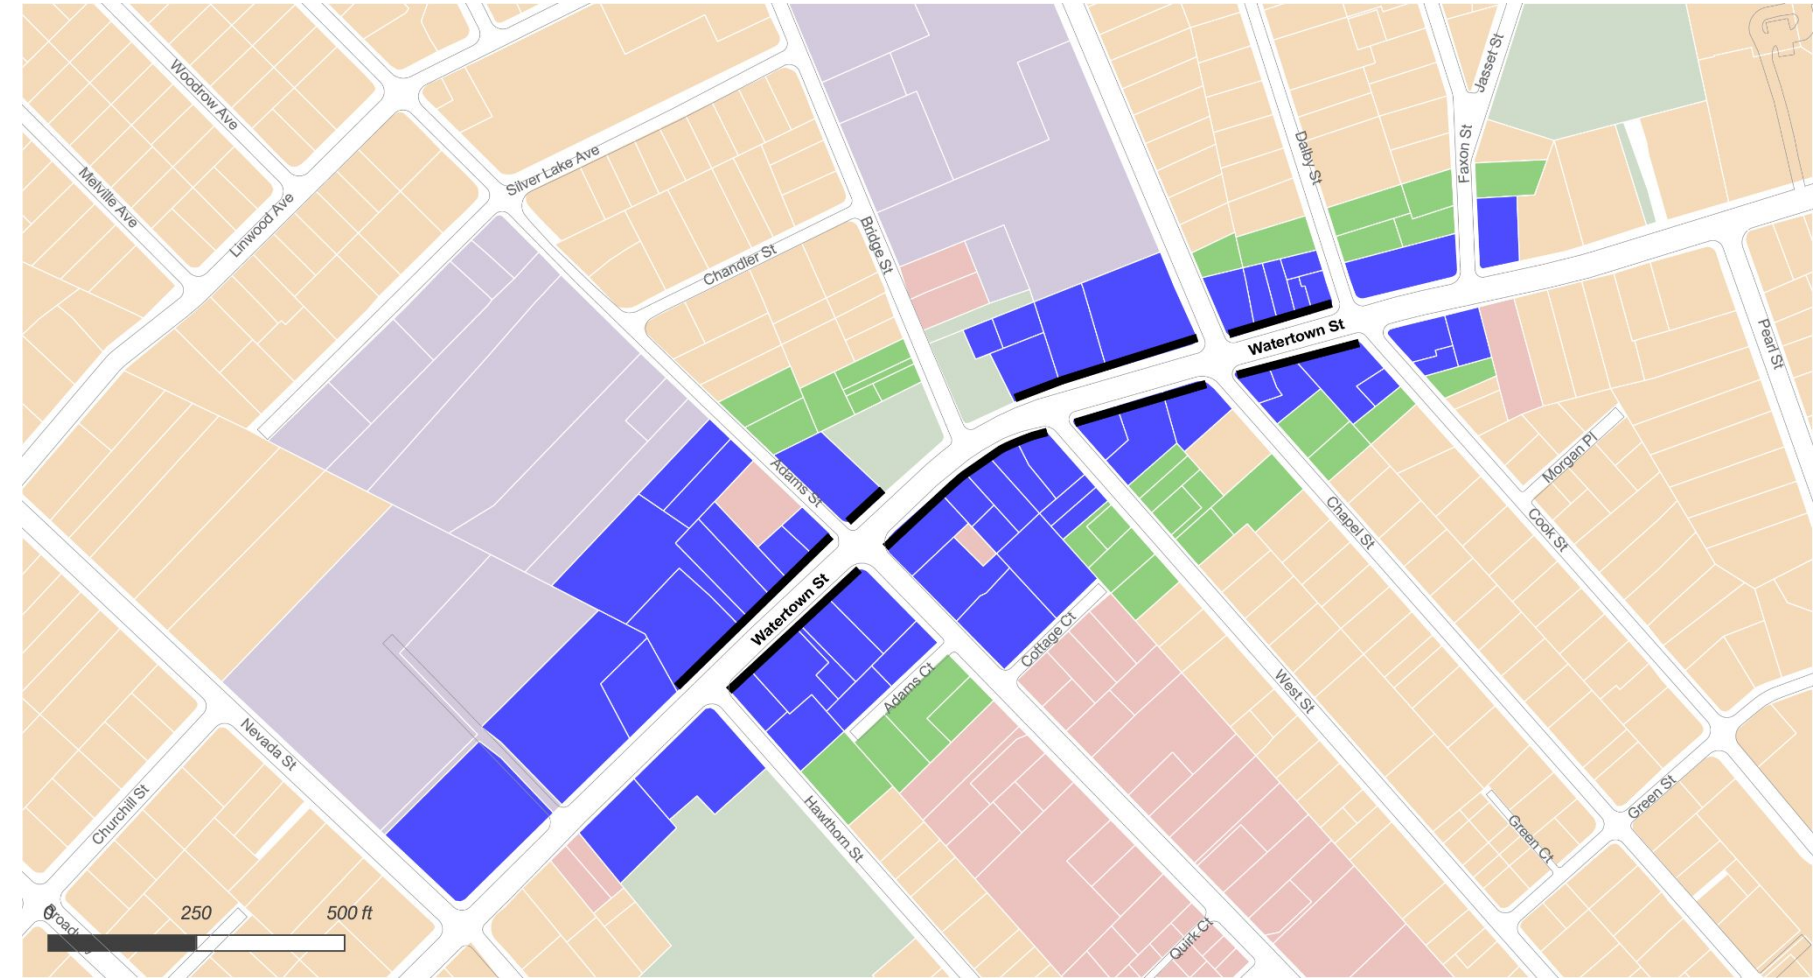 Jasset St
Woodrow Ave
Dalby St
Faxon St
Silver Lake Ave
Melville Ave
Linwood Ave
Bridge St
Chandler St
Watertown St
Pearl St
Morgan Pl
Adams St
Chapel St
Cook St
Watertown St
Cottage Ct
Adams Ct
West St
Nevada St
Churchill St
Hawthorn St
Green St
Green Ct
0 250 500 ft
Quirk Ct